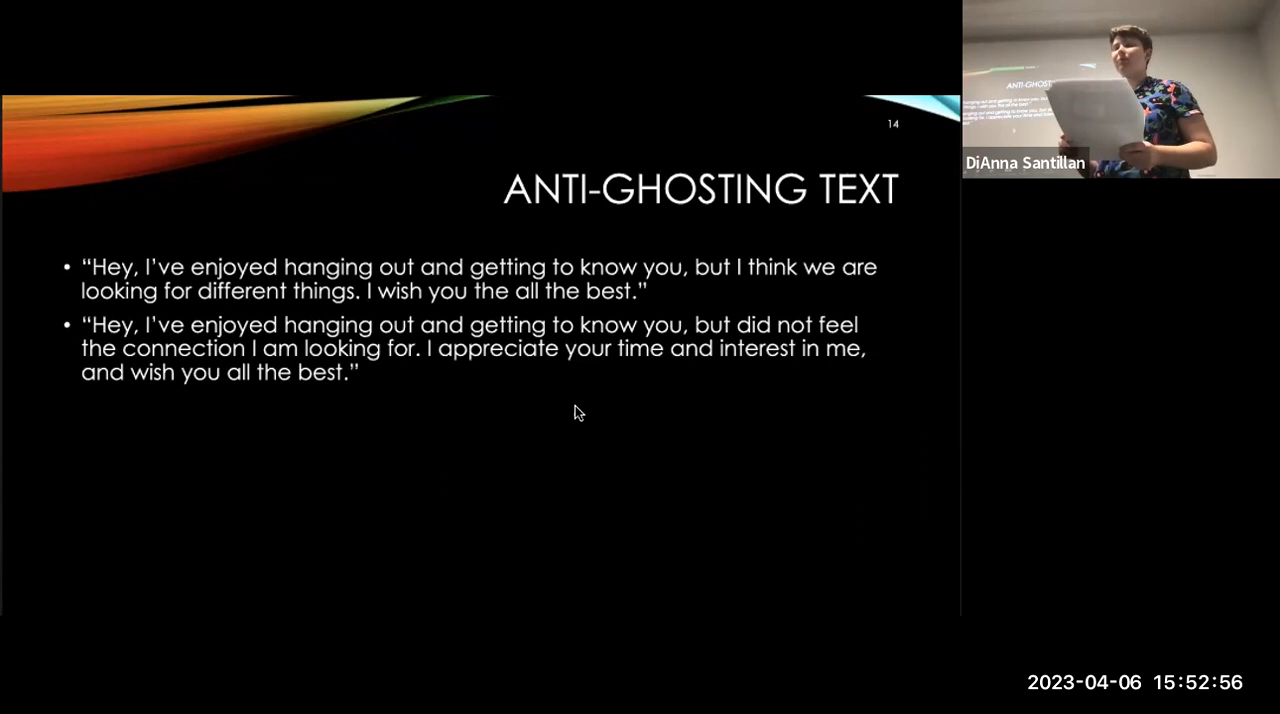 14
ANTI-GHOSTING TEXT
• “Hey, I’ve enjoyed hanging out and getting to know you, but I think we are
looking for different things. I wish you the all the best.”
• “Hey, I’ve enjoyed hanging out and getting to know you, but did not feel
the connection I am looking for. I appreciate your time and interest in me,
and wish you all the best.”
ANTI-GHOST
DiAnna Santillan
2023-04-06 15:52:56